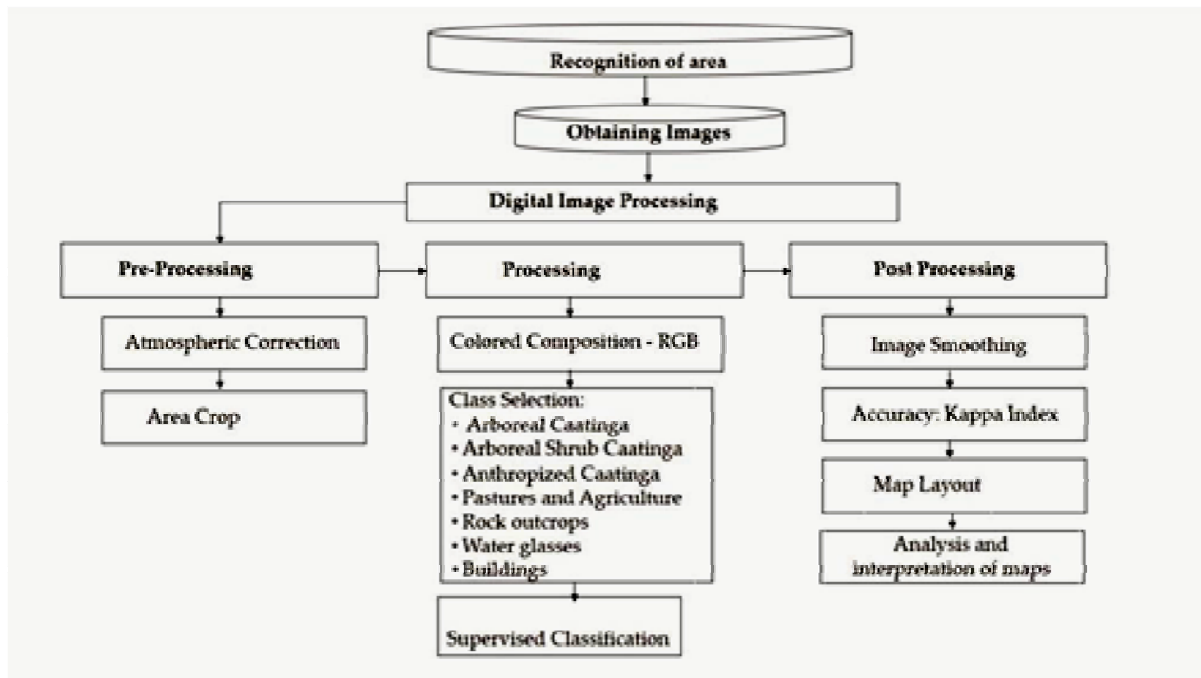 Recognition of area
Obtaining Images
Digital Image Processing
Pre-Processing
Atmospheric Correction
Area Crop
Processing
Colored Composition - RGB
Class Selection:
• Arboreal Caatinga
• Arboreal Shrub Caatinga
• Anthropized Caatinga
• Pastures and Agriculture
• Rock outcrops
• Water glasses
• Buildings
Supervised Classification
Post Processing
Image Smoothing
Accuracy: Kappa Index
Map Layout
Analysis and
interpretation of maps